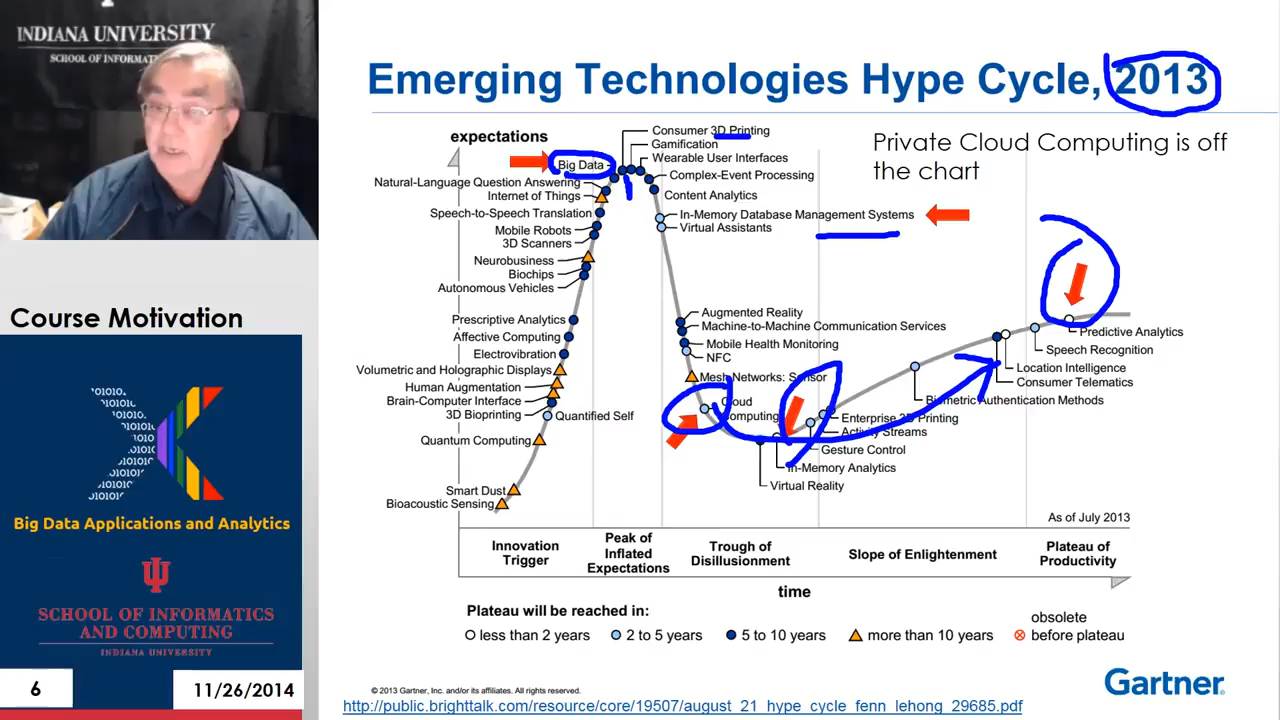 INDIANA UNIVERSITY
SCHOOL OF INFORMAT
Course Motivation
Big Data Applications and Analytics
SCHOOL OF INFORMATICS
AND COMPUTING
INDIANA UNIVERSITY
6
11/26/2014
Emerging Technologies Hype Cycle, 2013
Private Cloud Computing is off
the chart
expectations
Consumer 3D Printing
Gamification
Wearable User Interfaces
Big Data
Complex-Event Processing
Natural-Language Question Answering
Internet of Things
Content Analytics
Speech-to-Speech Translation
In-Memory Database Management Systems
Mobile Robots
Virtual Assistants
3D Scanners
Neurobusiness
Biochips
Autonomous Vehicles
Augmented Reality
Prescriptive Analytics
Machine-to-Machine Communication Services
Affective Computing
Mobile Health Monitoring
Electrovibration
NFC
Volumetric and Holographic Displays
Mesh Networks: Sensor
Human Augmentation
Brain-Computer Interface
Cloud
Computing
3D Bioprinting
Quantified Self
Quantum Computing
Smart Dust
Bioacoustic Sensing
Predictive Analytics
Speech Recognition
Location Intelligence
Consumer Telematics
Biometric Authentication Methods
Enterprise 3D Printing
Activity Streams
Gesture Control
In-Memory Analytics
Virtual Reality
As of July 2013
Innovation
Trigger
Peak of
Inflated
Expectations
Trough of
Disillusionment
Slope of Enlightenment
Plateau of
Productivity
time
Plateau will be reached in:
less than 2 years
2 to 5 years
5 to 10 years
more than 10 years
obsolete
before plateau
© 2013 Gartner, Inc. and/or its affiliates. All rights reserved.
Gartner.
http://public.brighttalk.com/resource/core/19507/august_21_hype_cycle_fenn_lehong_29685.pdf